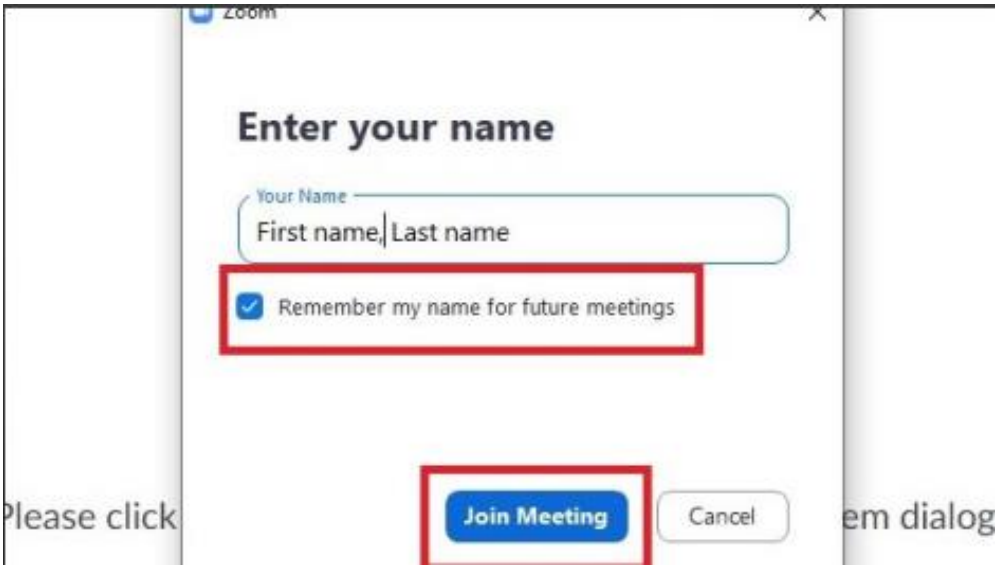 Zoom
Enter your name
Your Name
First name, Last name
Remember my name for future meetings
Please click
em dialog
Join Meeting
Cancel